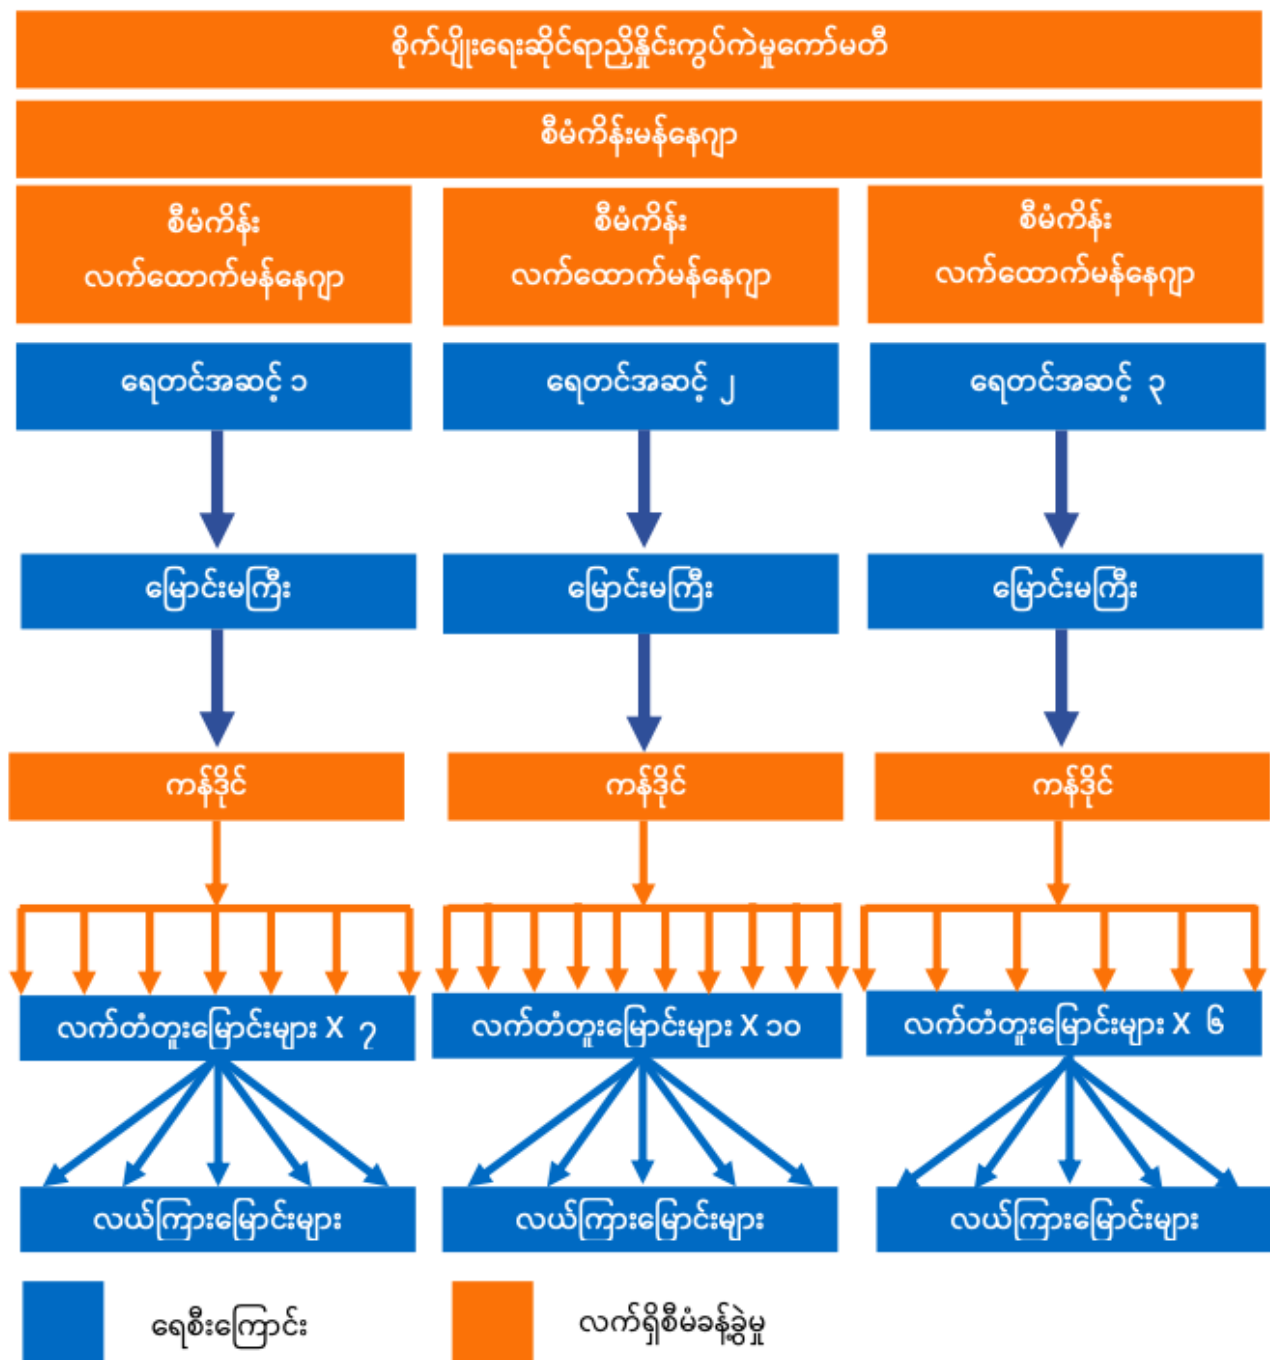 စိုက်ပျိုးရေးဆိုင်ရာညှိနှိုင်းကွပ်ကဲမှုကော်မတီ
စီမံကိန်းမန်နေဂျာ
စီမံကိန်း
လက်ထောက်မန်နေဂျာ
စီမံကိန်း
လက်ထောက်မန်နေဂျာ
စီမံကိန်း
လက်ထောက်မန်နေဂျာ
ရေတင်အဆင့် ၁
ရေတင်အဆင့် ၂
ရေတင်အဆင့် ၃
မြောင်းမကြီး
မြောင်းမကြီး
မြောင်းမကြီး
ကန်ဒိုင်
ကန်ဒိုင်
ကန်ဒိုင်
လက်တံတူးမြောင်းများ X ၇
လက်တံတူးမြောင်းများ X ၁၀
လက်တံတူးမြောင်းများ X ၆
လယ်ကြားမြောင်းများ
လယ်ကြားမြောင်းများ
လယ်ကြားမြောင်းများ
ရေစီးကြောင်း
လက်ရှိစီမံခန့်ခွဲမှု